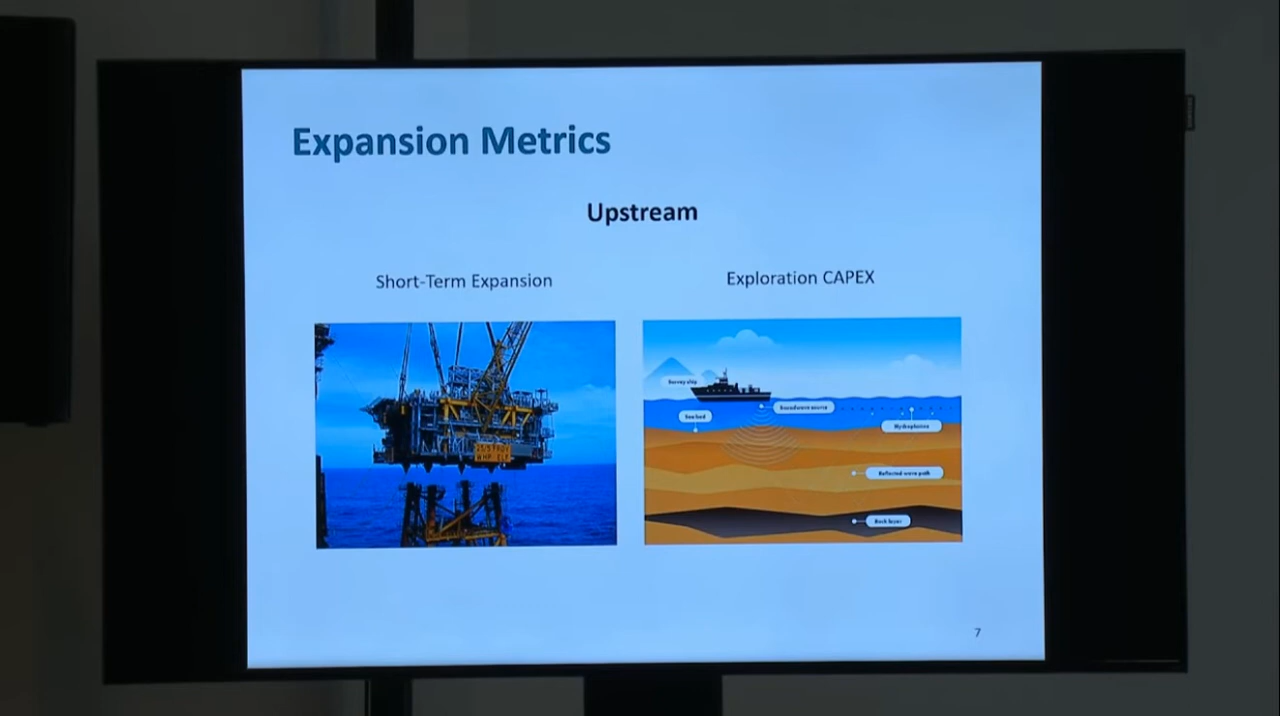 Expansion Metrics
Upstream
Short-Term Expansion
Exploration CAPEX
Survey ship
Soundwave source
Sea bed
Hydrophones
Reflected wave path
Rock layer
7